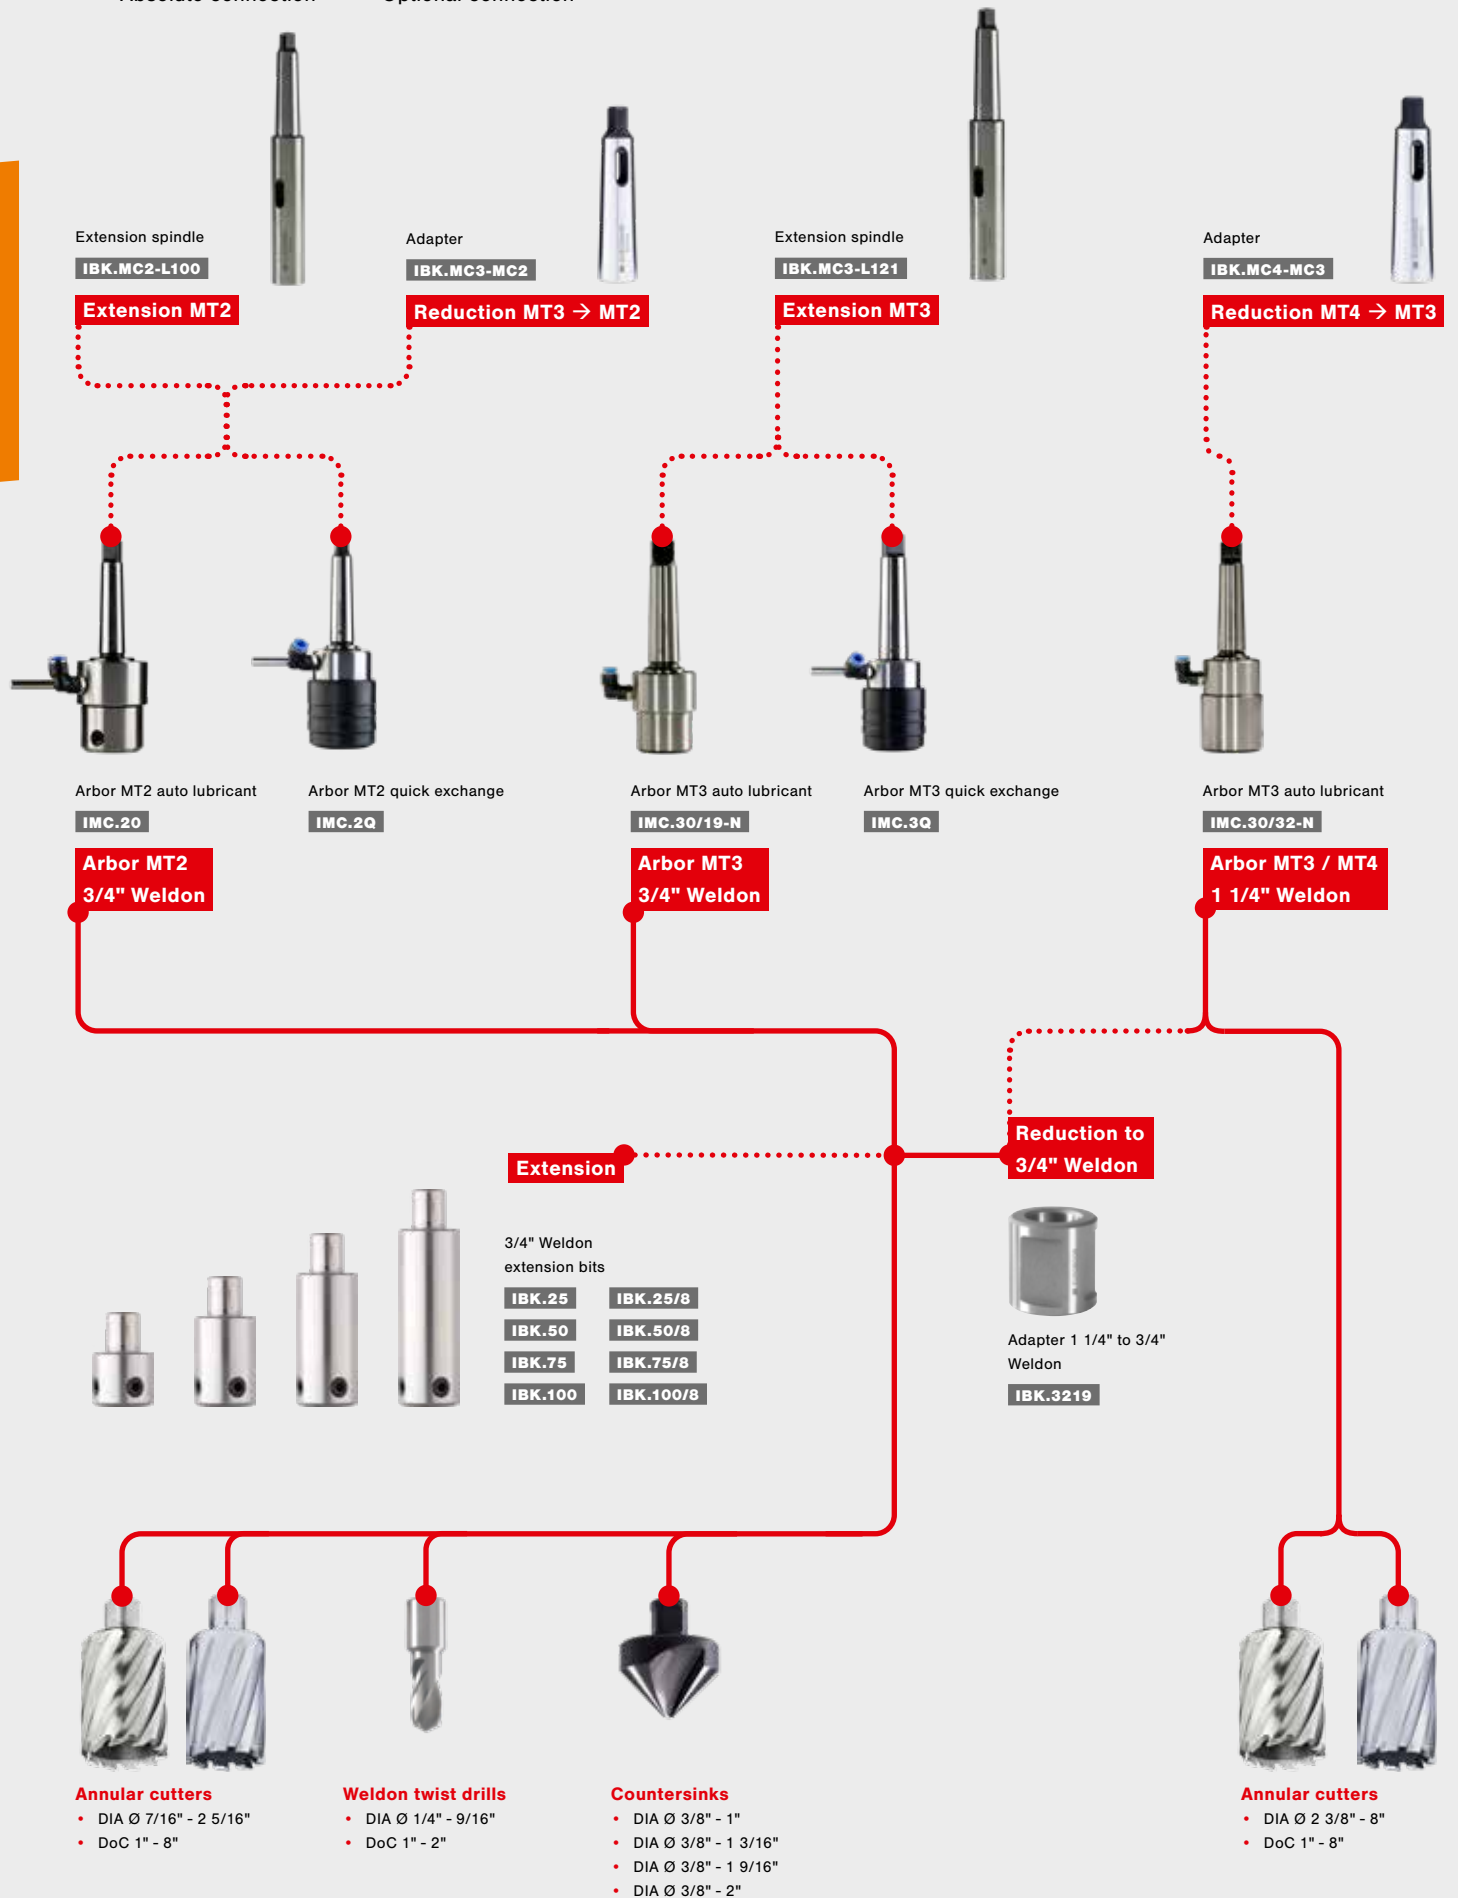 Absolute connection
Optional connection
Extension spindle
IBK.MC2-L100
Extension MT2
Adapter
IBK.MC3-MC2
Reduction MT3 → MT2
Extension spindle
IBK.MC3-L121
Extension MT3
Adapter
IBK.MC4-MC3
Reduction MT4 → MT3
Arbor MT2 auto lubricant
IMC.20
Arbor MT2 quick exchange
IMC.2Q
Arbor MT2
3/4" Weldon
Arbor MT3 auto lubricant
IMC.30/19-N
Arbor MT3 quick exchange
IMC.3Q
Arbor MT3
3/4" Weldon
Arbor MT3 auto lubricant
IMC.30/32-N
Arbor MT3 / MT4
1 1/4" Weldon
Extension
3/4" Weldon
extension bits
IBK.25 IBK.25/8
IBK.50 IBK.50/8
IBK.75 IBK.75/8
IBK.100 IBK.100/8
Reduction to
3/4" Weldon
Adapter 1 1/4" to 3/4"
Weldon
IBK.3219
Annular cutters
• DIA Ø 7/16" - 2 5/16"
• DoC 1" - 8"
Weldon twist drills
• DIA Ø 1/4" - 9/16"
• DoC 1" - 2"
Countersinks
• DIA Ø 3/8" - 1"
• DIA Ø 3/8" - 1 3/16"
• DIA Ø 3/8" - 1 9/16"
• DIA Ø 3/8" - 2"
Annular cutters
• DIA Ø 2 3/8" - 8"
• DoC 1" - 8"